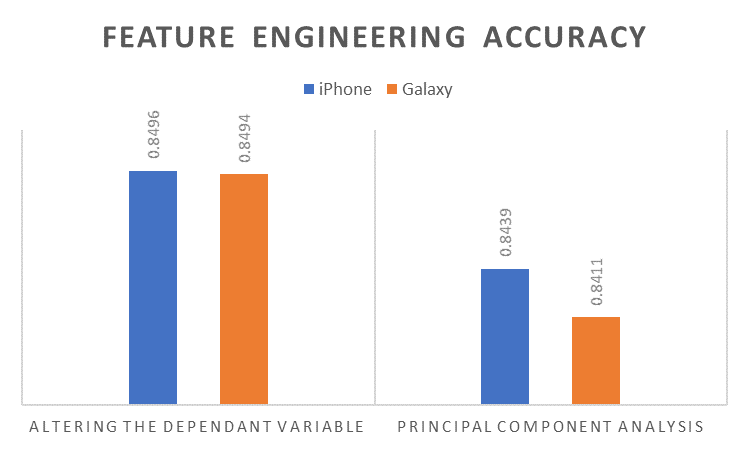 FEATURE ENGINEERING ACCURACY
iPhone Galaxy
0.8496
0.8494
0.8439
0.8411
ALTERING THE DEPENDANT VARIABLE
PRINCIPAL COMPONENT ANALYSIS